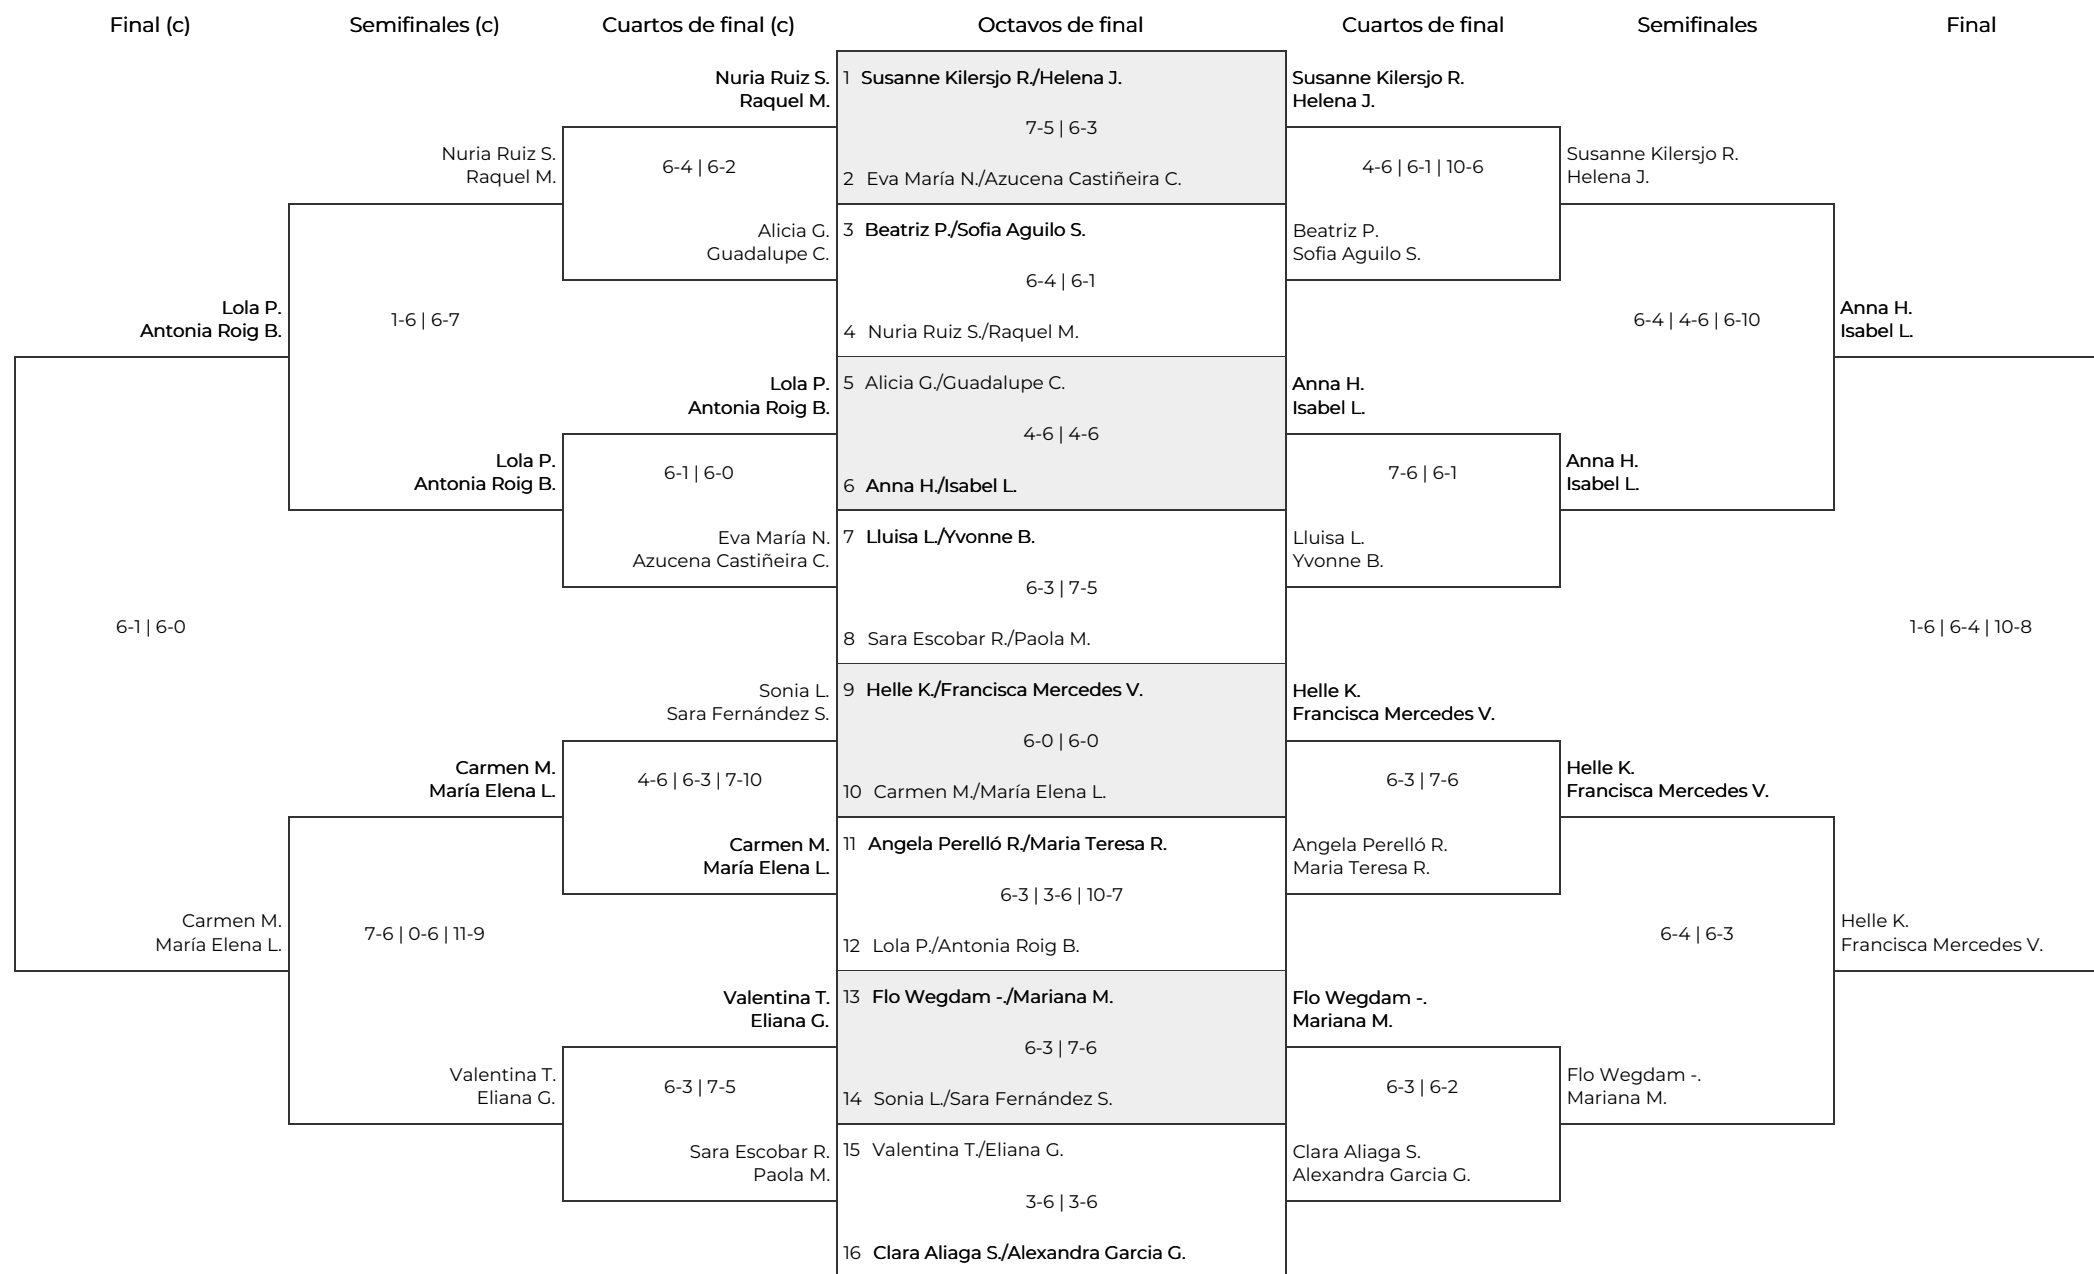 Final (c) Semifinales (c) Cuartos de final (c) Octavos de final Cuartos de final Semifinales Final
Nuria Ruiz S. 1 Susanne Kilersjo R./Helena J. Susanne Kilersjo R.
Raquel M. Helena J.
7-5 | 6-3
Nuria Ruiz S. Susanne Kilersjo R.
6-4 | 6-2 4-6 | 6-1 | 10-6
Raquel M. 2 Eva María N./Azucena Castiñeira C. Helena J.
Alicia G. 3 Beatriz P./Sofia Aguilo S. Beatriz P.
Guadalupe C. Sofia Aguilo S.
6-4 | 6-1
Lola P. Anna H.
1-6 | 6-7 6-4 | 4-6 | 6-10
Antonia Roig B. 4 Nuria Ruiz S./Raquel M. Isabel L.
Lola P. 5 Alicia G./Guadalupe C. Anna H.
Antonia Roig B. Isabel L.
4-6 | 4-6
Lola P. Anna H.
6-1 | 6-0 7-6 | 6-1
Antonia Roig B. 6 Anna H./Isabel L. Isabel L.
Eva María N. 7 Lluisa L./Yvonne B. Lluisa L.
Azucena Castiñeira C. Yvonne B.
6-3 | 7-5
6-1 | 6-0 1-6 | 6-4 | 10-8
8 Sara Escobar R./Paola M.
Sonia L. 9 Helle K./Francisca Mercedes V. Helle K.
Sara Fernández S. Francisca Mercedes V.
6-0 | 6-0
Carmen M. Helle K.
4-6 | 6-3 | 7-10 6-3 | 7-6
María Elena L. 10 Carmen M./María Elena L. Francisca Mercedes V.
Carmen M. 11 Angela Perelló R./Maria Teresa R. Angela Perelló R.
María Elena L. Maria Teresa R.
6-3 | 3-6 | 10-7
Carmen M. Helle K.
7-6 | 0-6 | 11-9 6-4 | 6-3
María Elena L. 12 Lola P./Antonia Roig B. Francisca Mercedes V.
Valentina T. 13 Flo Wegdam -./Mariana M. Flo Wegdam -.
Eliana G. Mariana M.
6-3 | 7-6
Valentina T. Flo Wegdam -.
6-3 | 7-5 6-3 | 6-2
Eliana G. 14 Sonia L./Sara Fernández S. Mariana M.
Sara Escobar R. 15 Valentina T./Eliana G. Clara Aliaga S.
Paola M. Alexandra Garcia G.
3-6 | 3-6
16 Clara Aliaga S./Alexandra Garcia G.